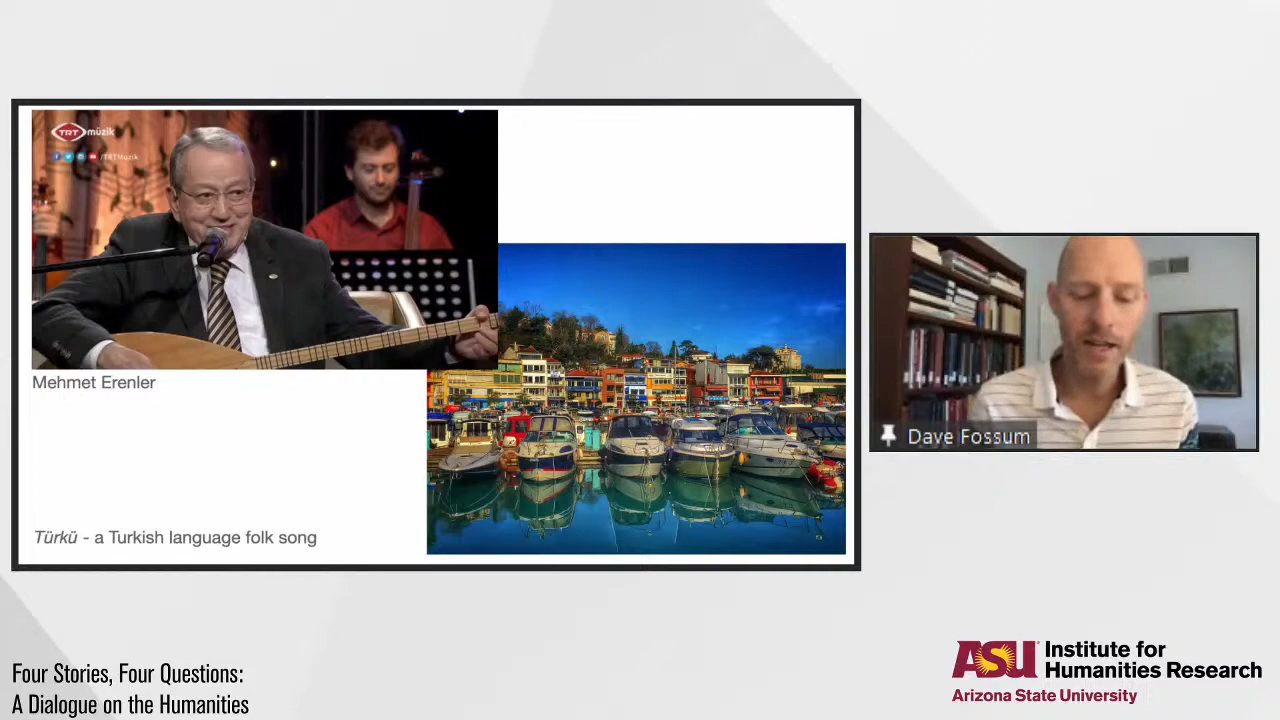 TRT müzik
/TRTMuzik
Mehmet Erenler
Türkü - a Turkish language folk song
Dave Fossum
Four Stories, Four Questions:
A Dialogue on the Humanities
ASU Institute for
Humanities Research
Arizona State University